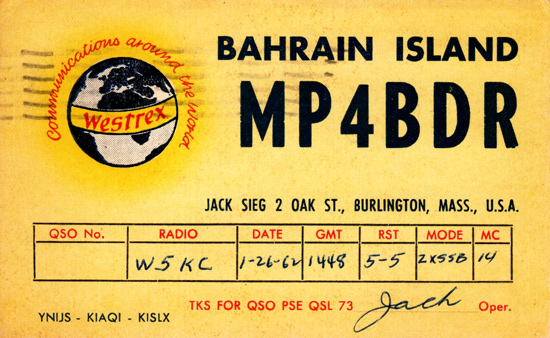 Communications around the World
Westrex
BAHRAIN ISLAND
MP4BDR
JACK SIEG 2 OAK ST., BURLINGTON, MASS., U.S.A.
QSO No. RADIO DATE GMT RST MODE MC
W5KC 1-26-62 1448 5-5 2XSSB 14
TKS FOR QSO PSE QSL 73 Jack Oper.
YNIJS - KIAQI - KISLX